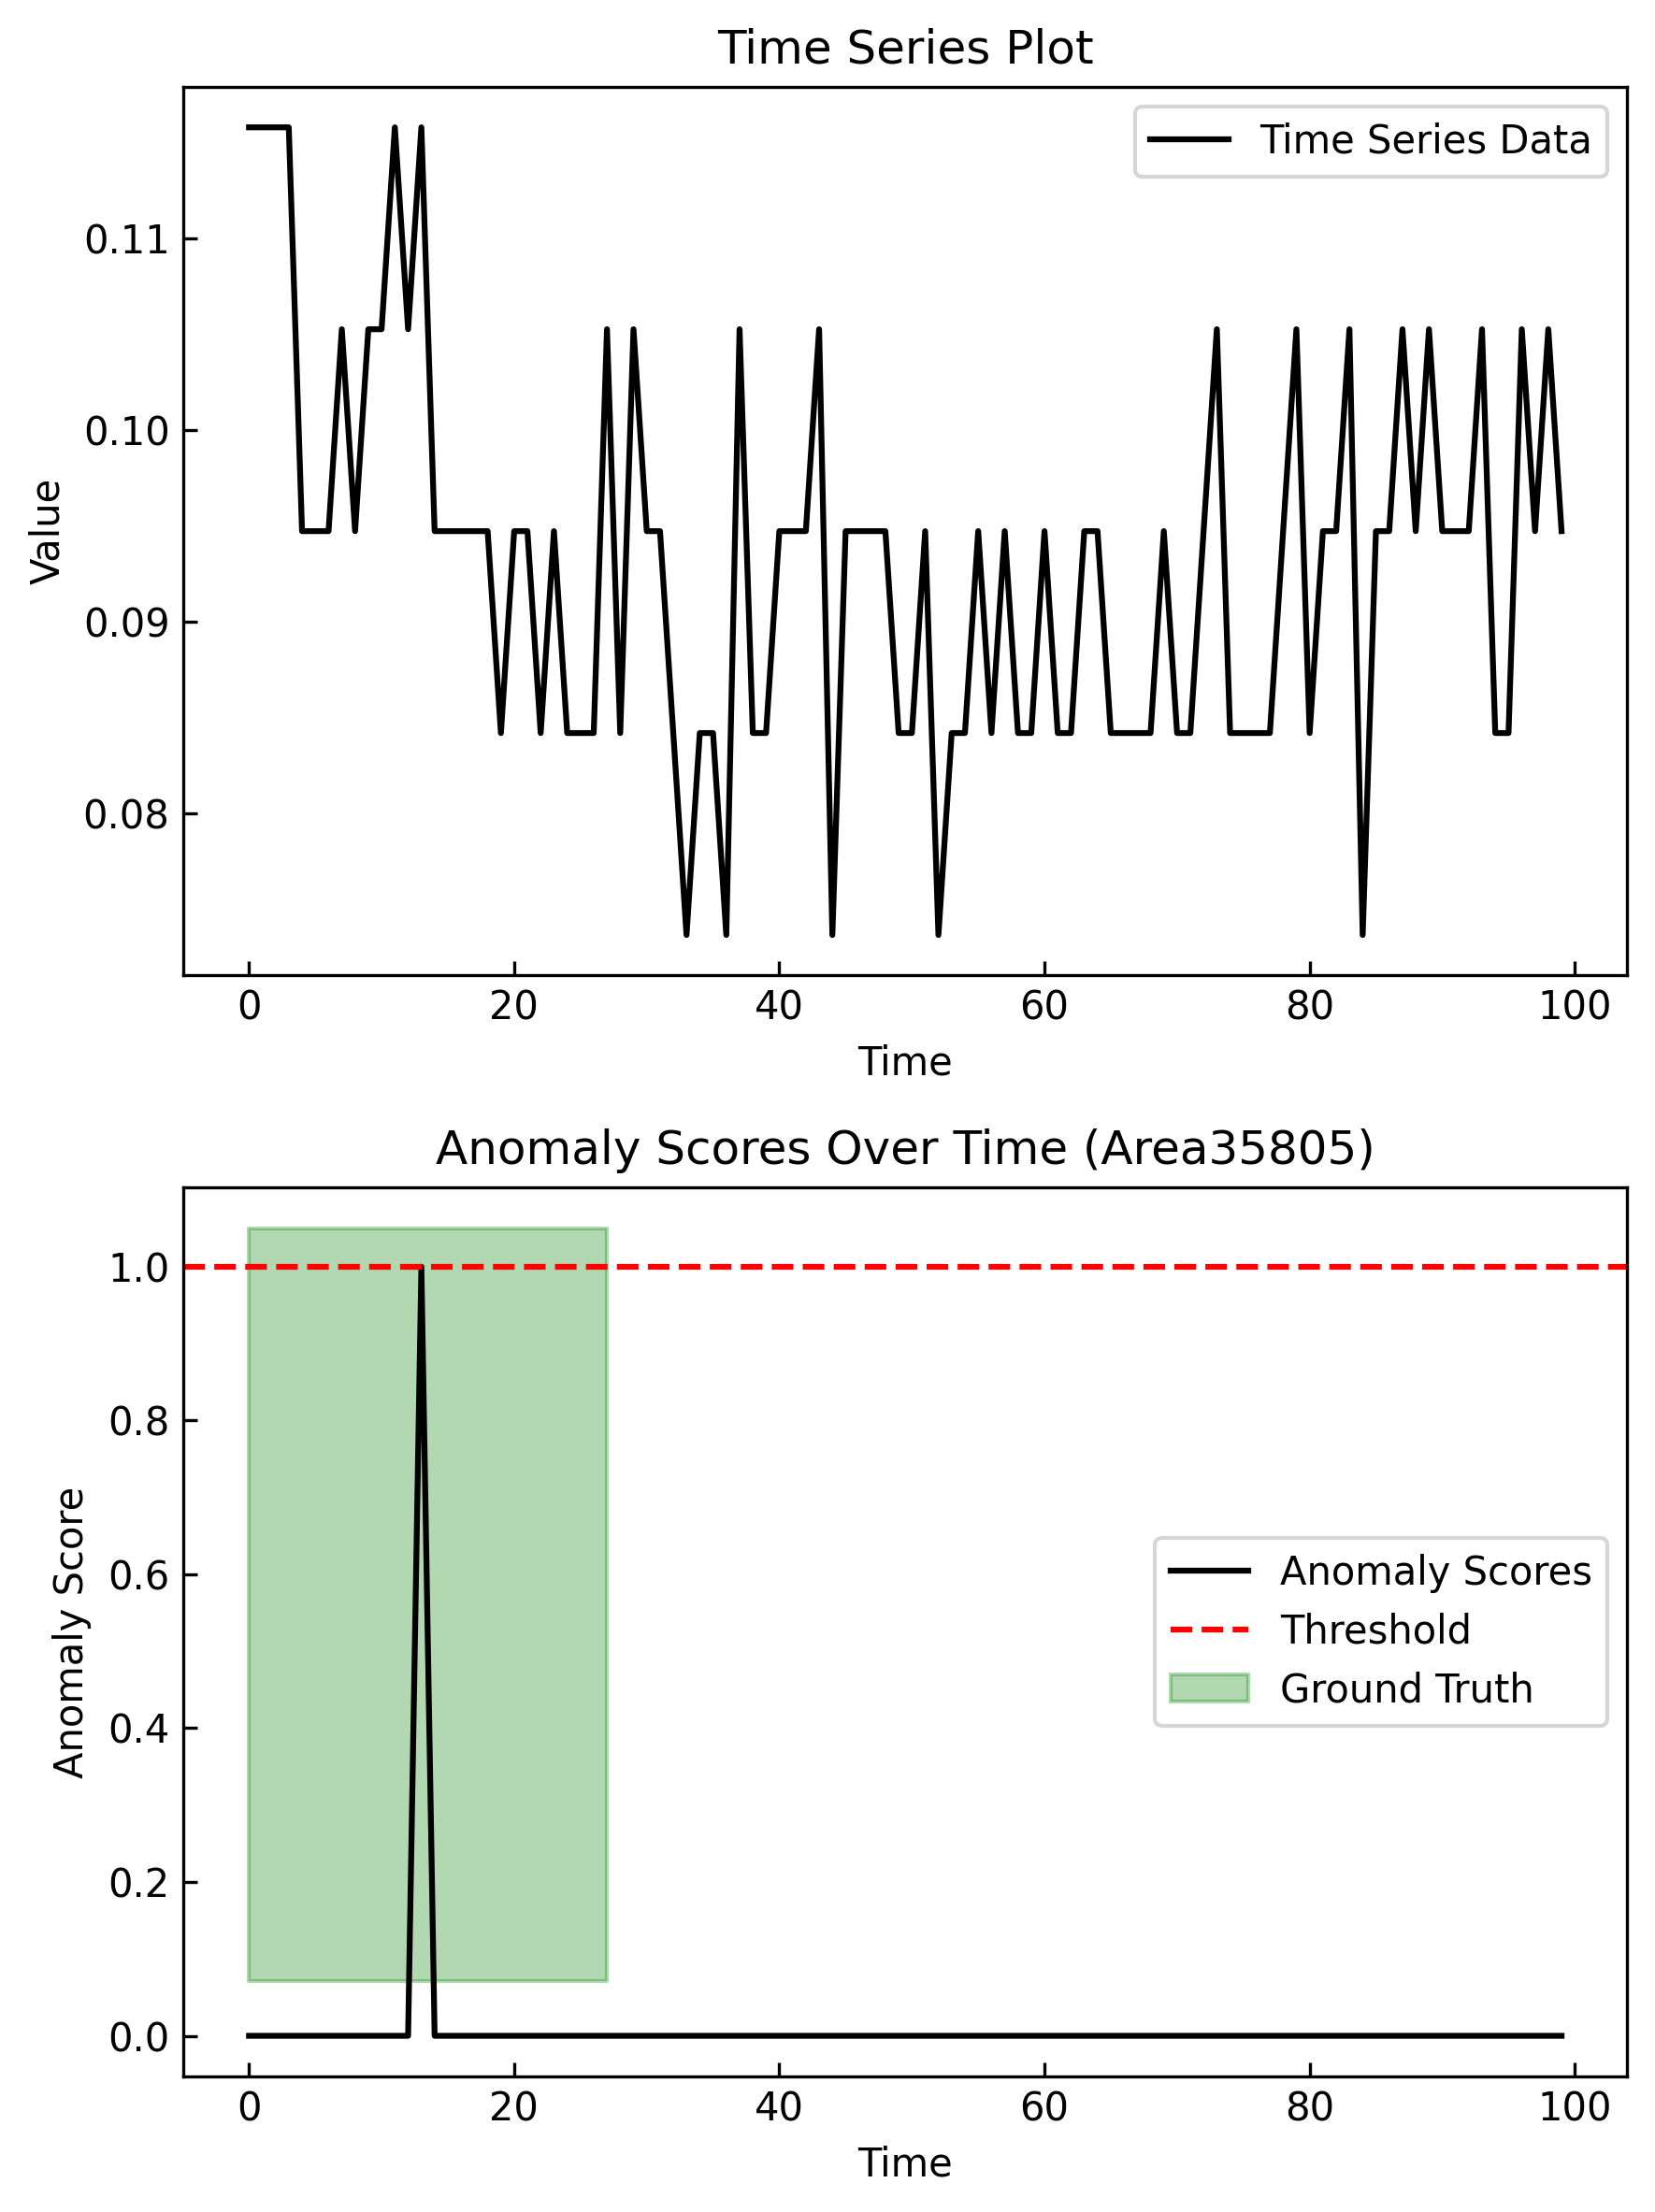 Time Series Plot
Time Series Data
0.11
0.10
0.09
0.08
Value
0 20 40 60 80 100
Time
Anomaly Scores Over Time (Area35805)
1.0
0.8
0.6
0.4
0.2
0.0
Anomaly Score
Anomaly Scores
Threshold
Ground Truth
0 20 40 60 80 100
Time